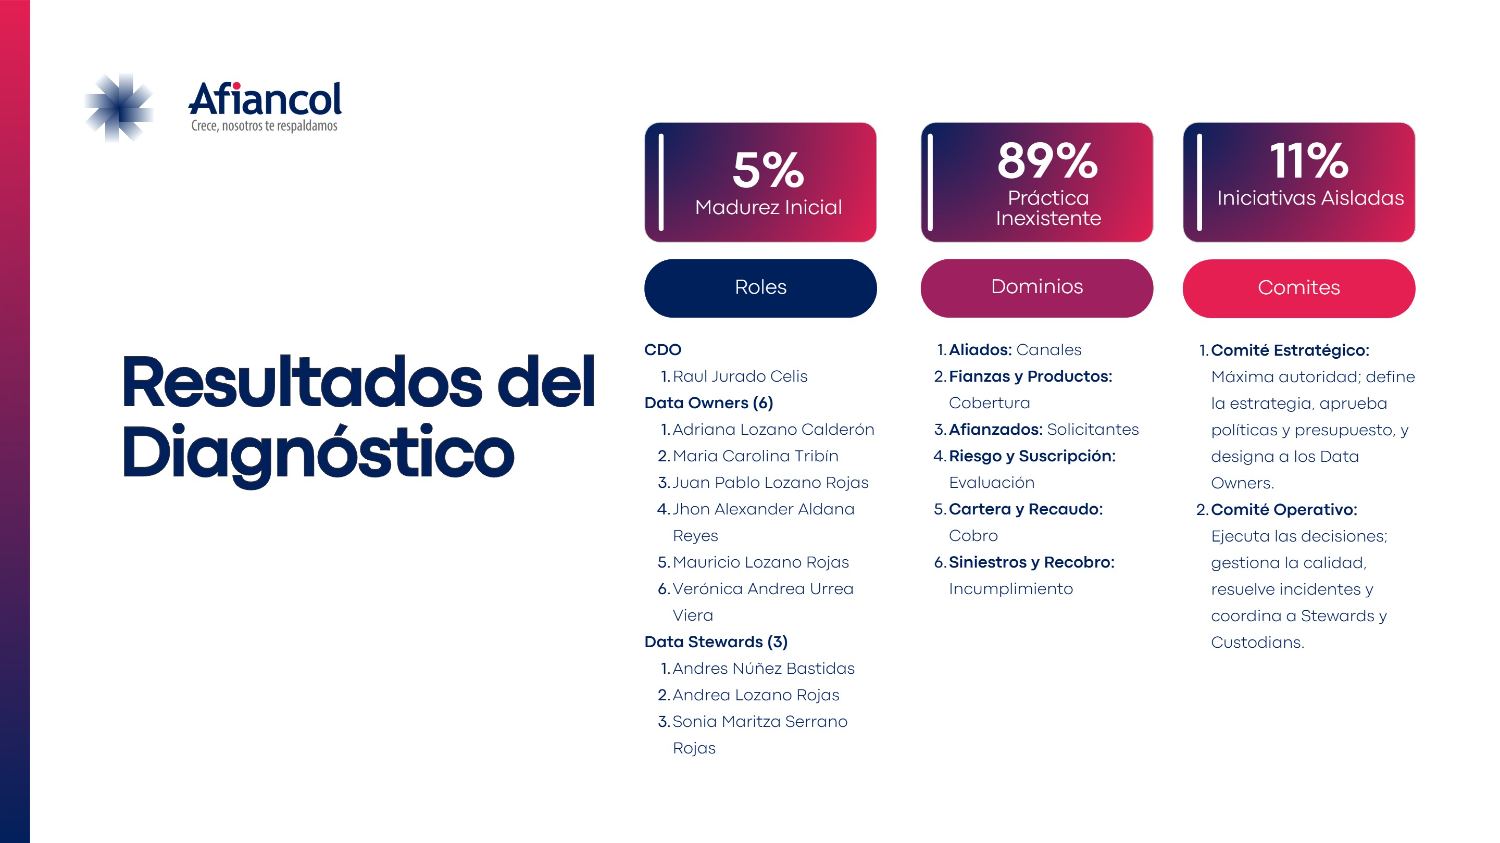 Afiancol
Crece, nosotros te respaldamos
Resultados del
Diagnóstico
5%
Madurez Inicial
Roles
CDO
1. Raul Jurado Celis
Data Owners (6)
1. Adriana Lozano Calderón
2. Maria Carolina Tribín
3. Juan Pablo Lozano Rojas
4. Jhon Alexander Aldana
Reyes
5. Mauricio Lozano Rojas
6. Verónica Andrea Urrea
Viera
Data Stewards (3)
1. Andres Núñez Bastidas
2. Andrea Lozano Rojas
3. Sonia Maritza Serrano
Rojas
89%
Práctica
Inexistente
Dominios
1. Aliados: Canales
2. Fianzas y Productos:
Cobertura
3. Afianzados: Solicitantes
4. Riesgo y Suscripción:
Evaluación
5. Cartera y Recaudo:
Cobro
6. Siniestros y Recobro:
Incumplimiento
11%
Iniciativas Aisladas
Comites
1. Comité Estratégico:
Máxima autoridad; define
la estrategia, aprueba
políticas y presupuesto, y
designa a los Data
Owners.
2. Comité Operativo:
Ejecuta las decisiones;
gestiona la calidad,
resuelve incidentes y
coordina a Stewards y
Custodians.